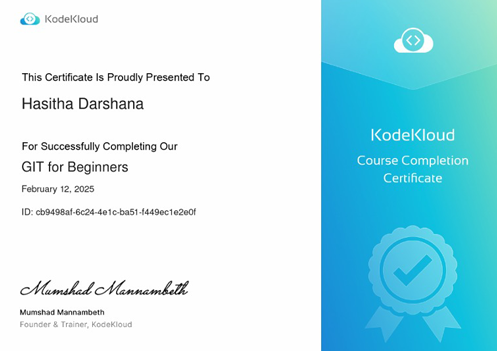 KodeKloud
This Certificate Is Proudly Presented To
Hasitha Darshana
For Successfully Completing Our
GIT for Beginners
February 12, 2025
ID: cb9498af-6c24-4e1c-ba51-f449ec1e2e0f
Mumshad Mannambeth
Mumshad Mannambeth
Founder & Trainer, KodeKloud
KodeKloud
Course Completion
Certificate